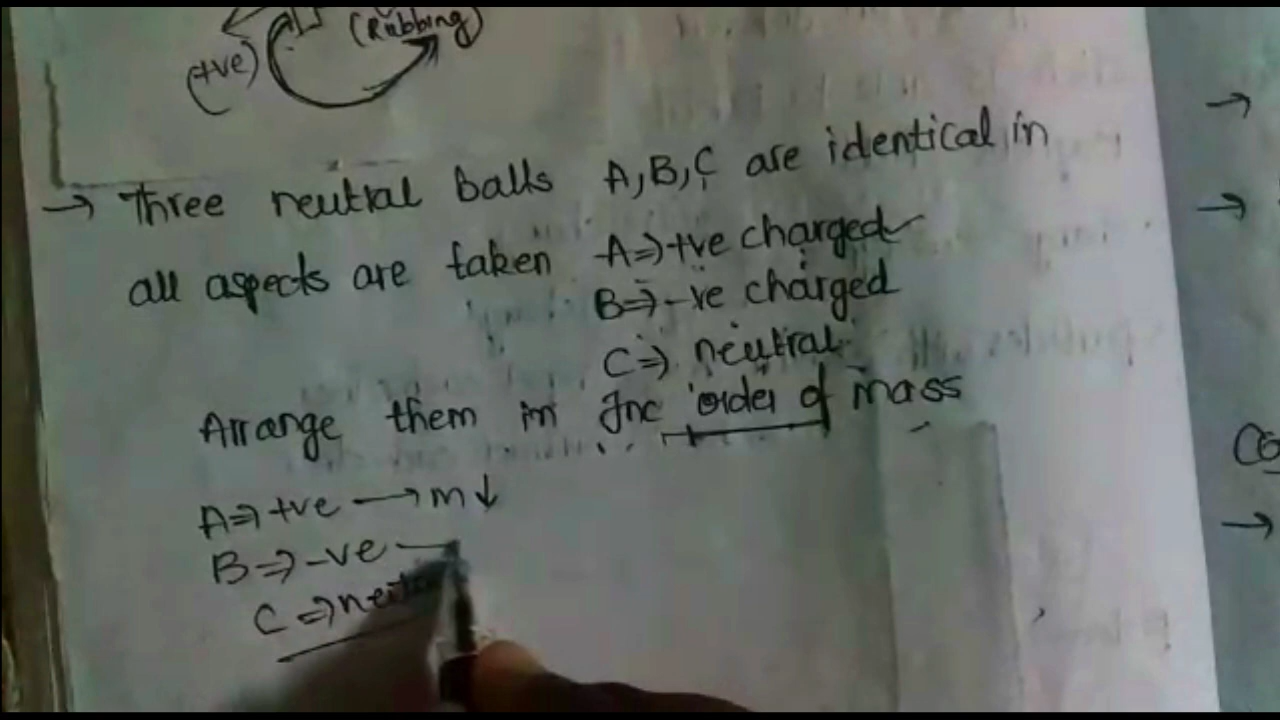 (Rubbing)
(+ve)
→ Three neutral balls A, B, C are identical in
all aspects are taken A⇒+ve charged
B⇒-ve charged
C⇒ neutral
Arrange them in Inc order of mass
A⇒+ve → m↓
B⇒-ve —
C⇒
→
→
→